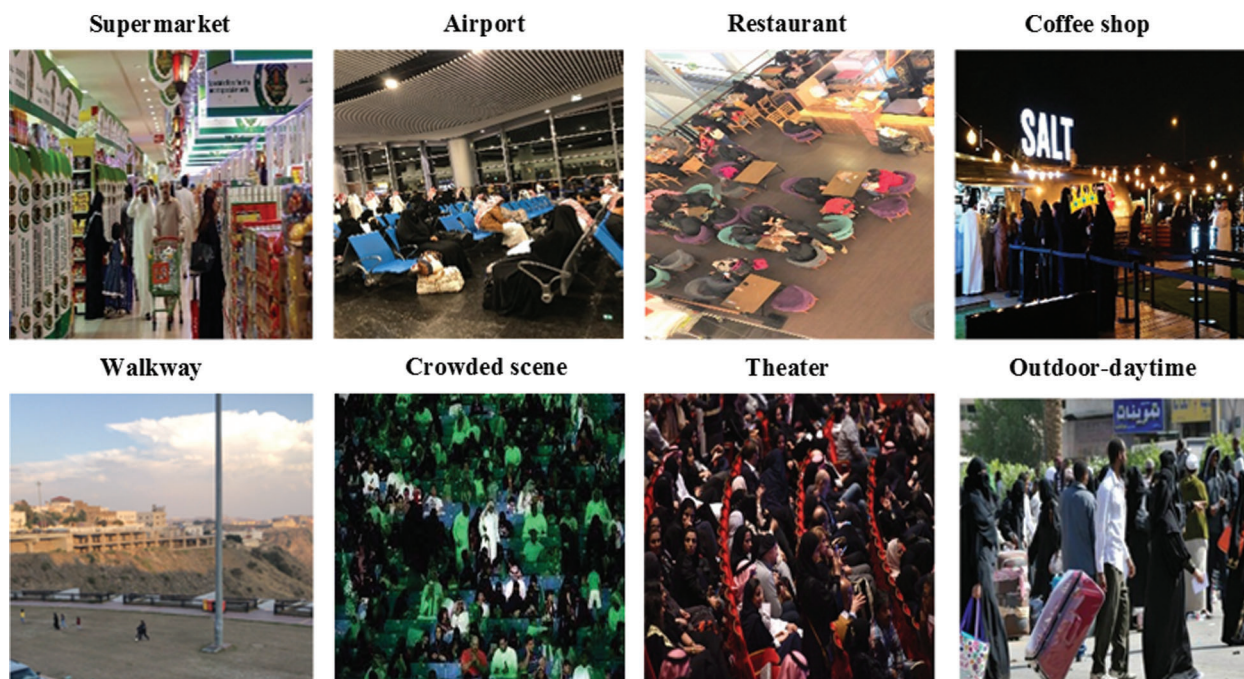 Supermarket
Airport
Restaurant
Coffee shop
SALT
Walkway
Crowded scene
Theater
Outdoor-daytime
تموينات